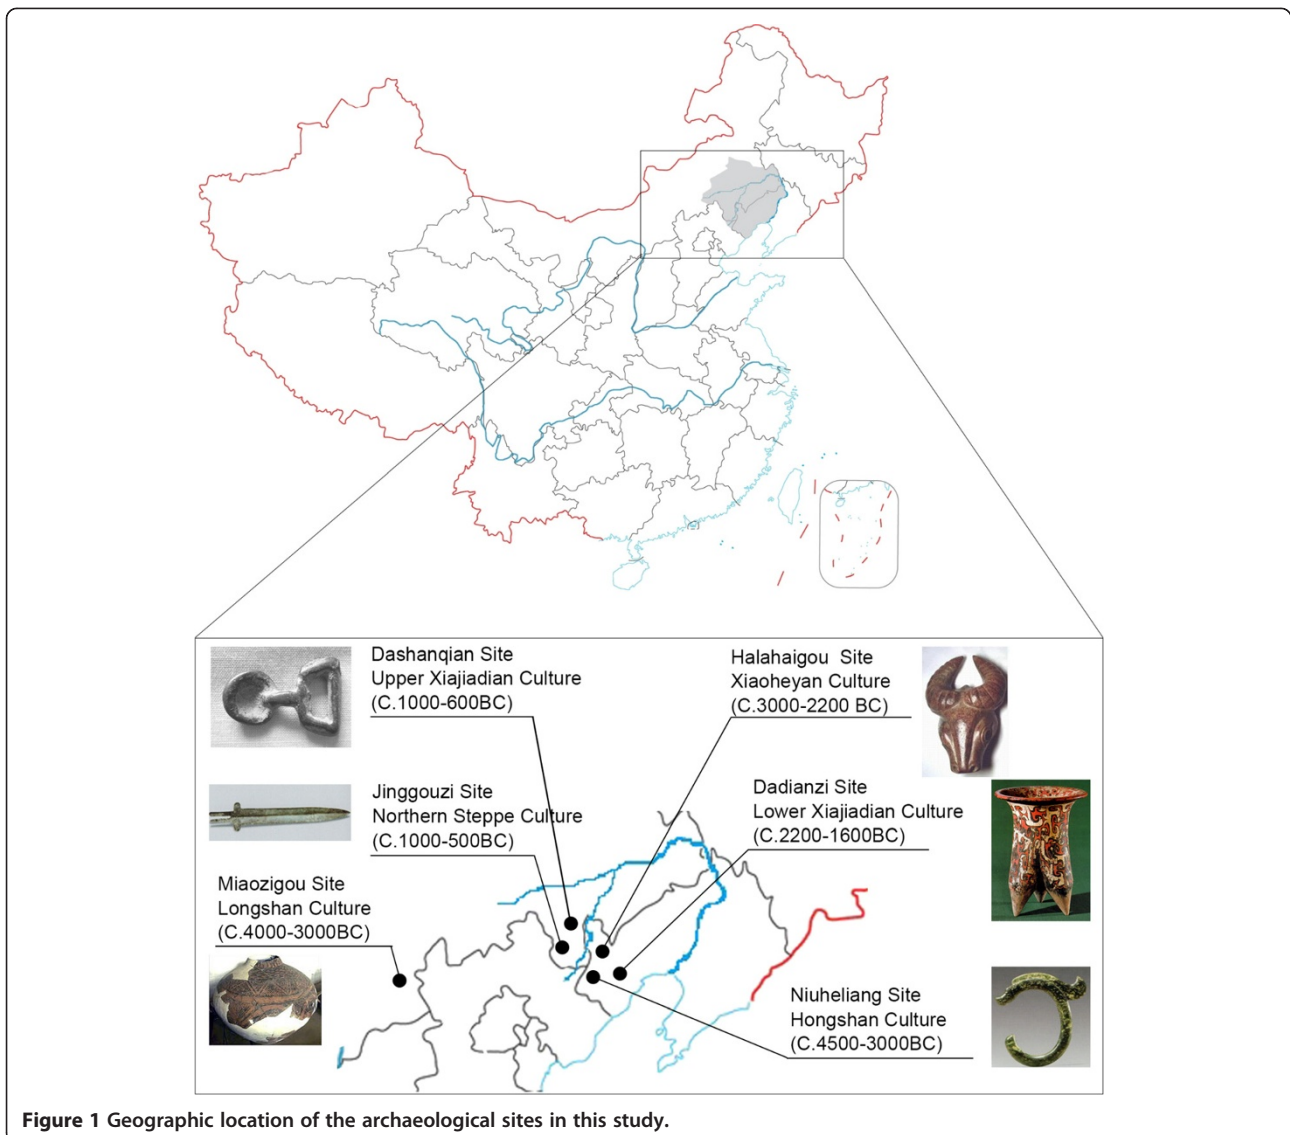 Dashanqian Site
Upper Xiajiadian Culture
(C.1000-600BC)
Halahaigou Site
Xiaoheyan Culture
(C.3000-2200 BC)
Jinggouzi Site
Northern Steppe Culture
(C.1000-500BC)
Dadianzi Site
Lower Xiajiadian Culture
(C.2200-1600BC)
Miaozigou Site
Longshan Culture
(C.4000-3000BC)
Niuheliang Site
Hongshan Culture
(C.4500-3000BC)
Figure 1 Geographic location of the archaeological sites in this study.